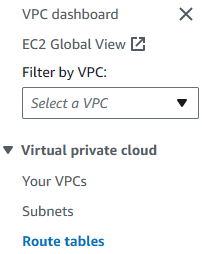 VPC dashboard
EC2 Global View
Filter by VPC:
Select a VPC
Virtual private cloud
Your VPCs
Subnets
Route tables